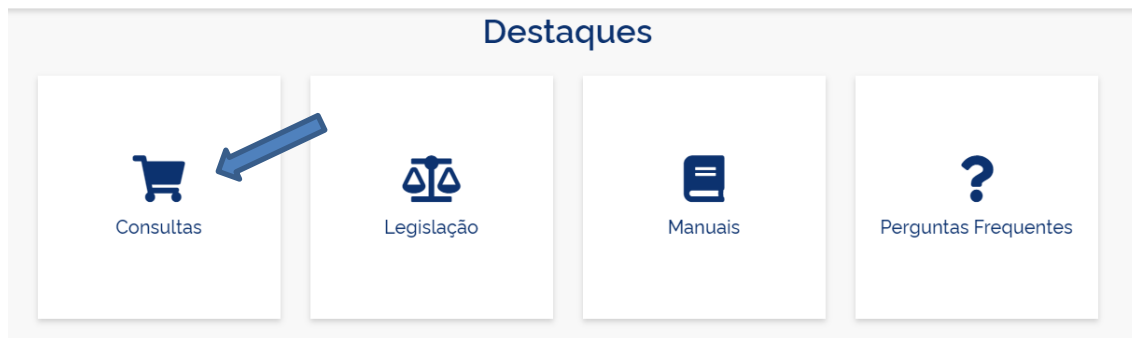 Destaques
Consultas
Legislação
Manuais
Perguntas Frequentes